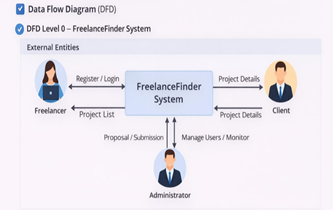 Data Flow Diagram (DFD)
DFD Level 0 – FreelanceFinder System
External Entities
Register / Login
Project Details
FreelanceFinder
System
Freelancer
Project List
Project Details
Client
Proposal / Submission
Manage Users / Monitor
Administrator